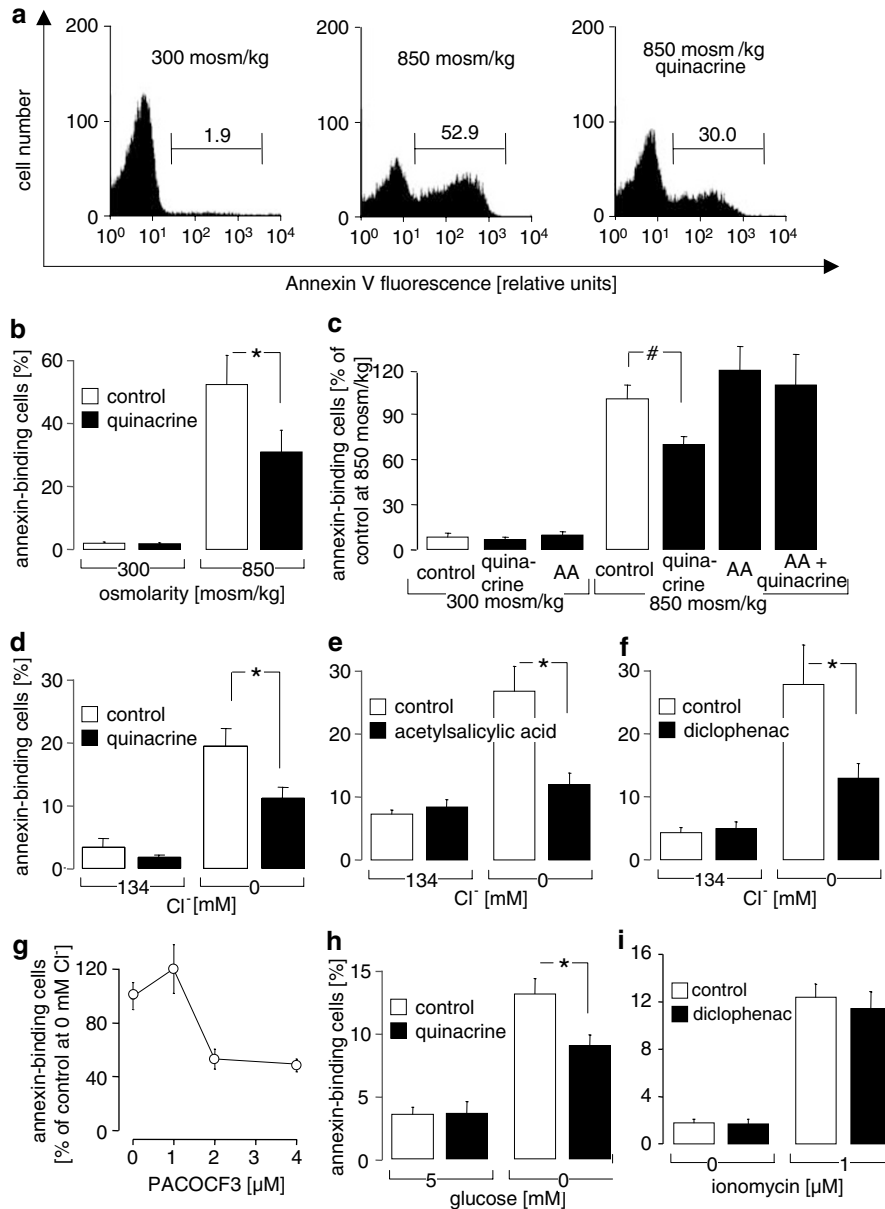 a
300 mosm/kg
850 mosm/kg
850 mosm /kg
quinacrine
200
100
0
1.9
10⁰ 10¹ 10² 10³ 10⁴
200
100
0
52.9
10⁰ 10¹ 10² 10³ 10⁴
200
100
0
30.0
10⁰ 10¹ 10² 10³ 10⁴
cell number
Annexin V fluorescence [relative units]
b
annexin-binding cells [%]
60
40
20
0
control
quinacrine
*
300
850
osmolarity [mosm/kg]
c
annexin-binding cells [% of
control at 850 mosm/kg]
120
90
60
30
0
#
control
quina-
crine
AA
control
quina-
crine
AA
AA +
quinacrine
300 mosm/kg
850 mosm/kg
d
annexin-binding cells [%]
30
20
10
0
control
quinacrine
*
134
0
Cl⁻ [mM]
e
30
20
10
0
control
acetylsalicylic acid
*
134
0
Cl⁻ [mM]
f
30
20
10
0
control
diclophenac
*
134
0
Cl⁻ [mM]
g
annexin-binding cells
[% of control at 0 mM Cl⁻]
120
80
40
0
0 1 2 3 4
PACOCF3 [µM]
h
annexin-binding cells [%]
15
10
5
0
control
quinacrine
*
5
0
glucose [mM]
i
16
12
8
4
0
control
diclophenac
0
1
ionomycin [µM]